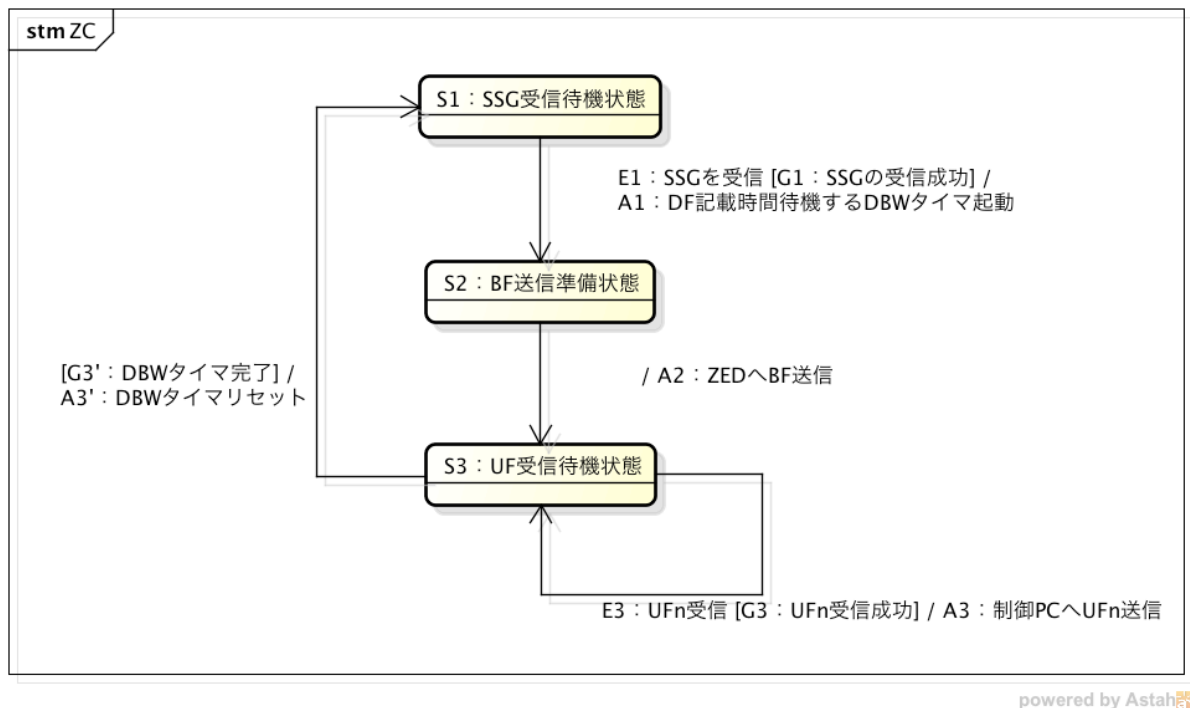 stm ZC
S1：SSG受信待機状態
E1：SSGを受信 [G1：SSGの受信成功] /
A1：DF記載時間待機するDBWタイマ起動
S2：BF送信準備状態
[G3'：DBWタイマ完了] /
A3'：DBWタイマリセット
/ A2：ZEDへBF送信
S3：UF受信待機状態
E3：UFn受信 [G3：UFn受信成功] / A3：制御PCへUFn送信
powered by Astah